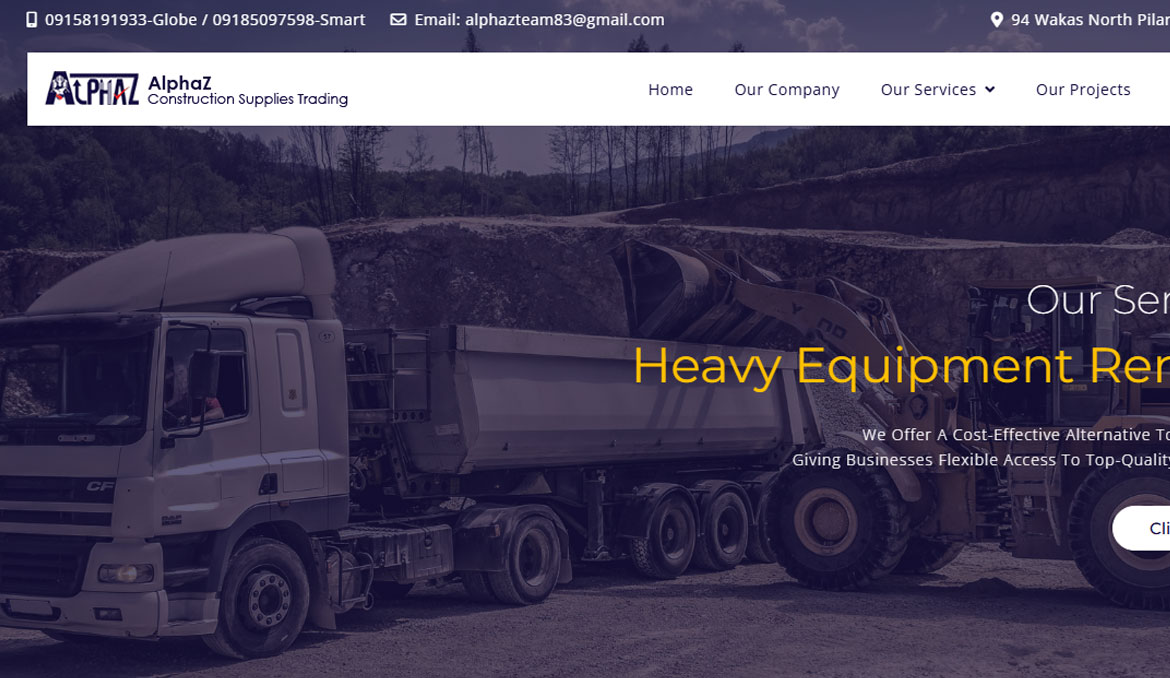 09158191933-Globe / 09185097598-Smart
Email: alphazteam83@gmail.com
94 Wakas North Pilar
ALPHAZ
AlphaZ
Construction Supplies Trading
Home
Our Company
Our Services
Our Projects
Our Ser
Heavy Equipment Ren
We Offer A Cost-Effective Alternative To
Giving Businesses Flexible Access To Top-Quality
Cli
CF